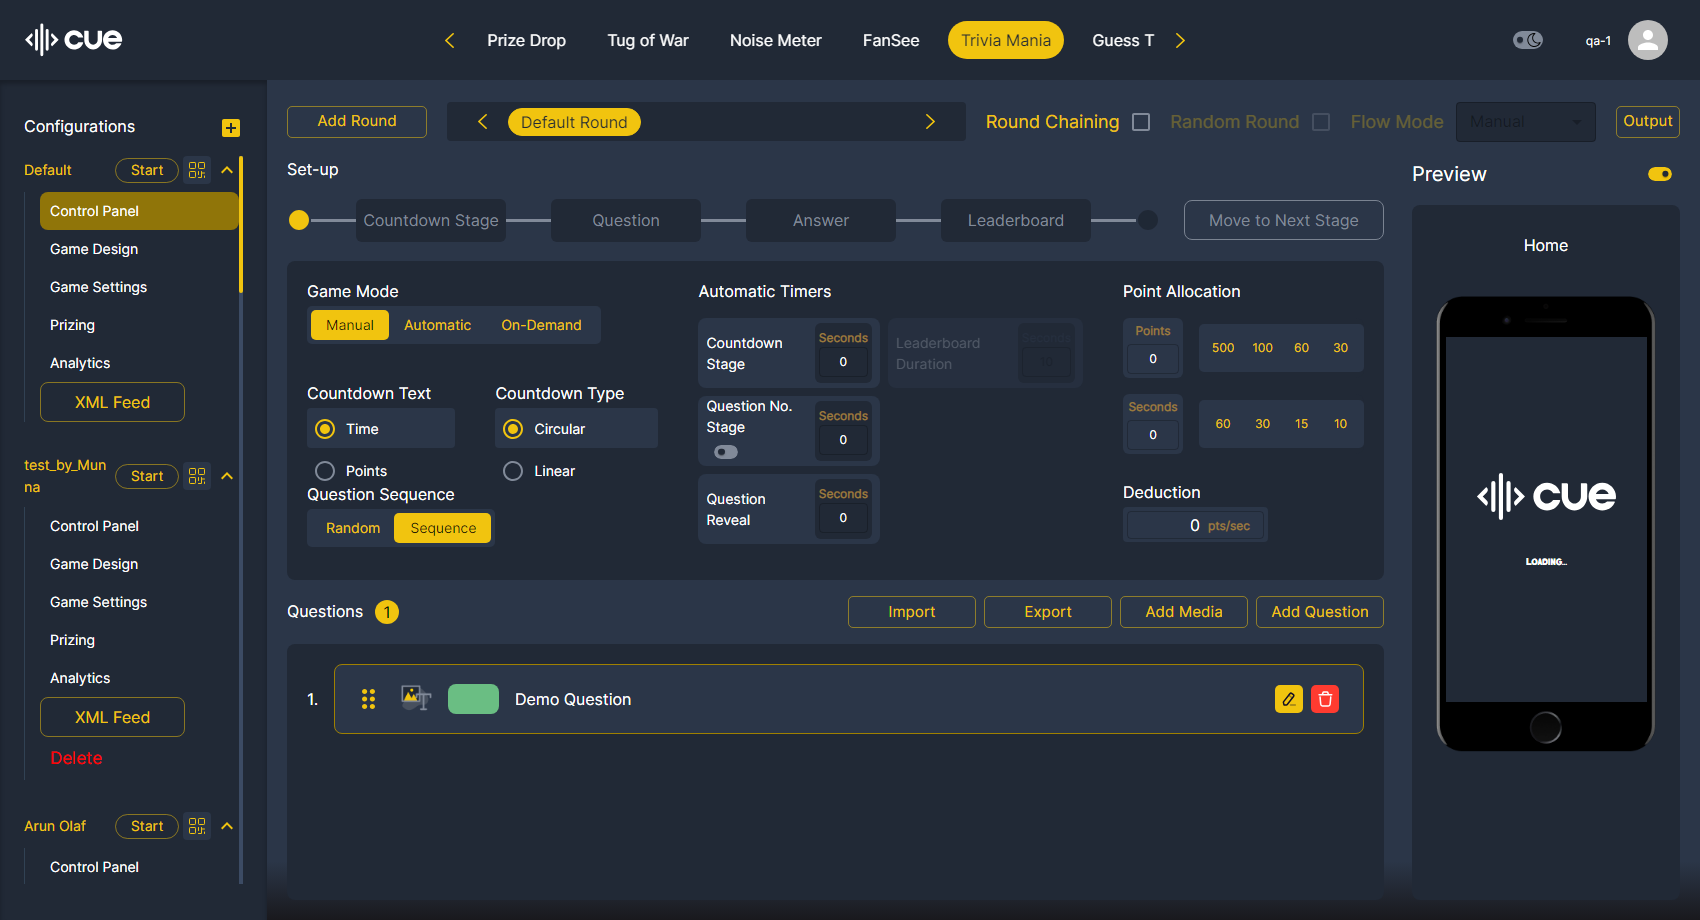 cue
Prize Drop
Tug of War
Noise Meter
FanSee
Trivia Mania
Guess T
qa-1
Configurations
Default
Start
Control Panel
Game Design
Game Settings
Prizing
Analytics
XML Feed
test_by_Mun
na
Start
Control Panel
Game Design
Game Settings
Prizing
Analytics
XML Feed
Delete
Arun Olaf
Start
Control Panel
Add Round
Default Round
Round Chaining
Random Round
Flow Mode
Manual
Output
Set-up
Countdown Stage
Question
Answer
Leaderboard
Move to Next Stage
Game Mode
Manual
Automatic
On-Demand
Countdown Text
Time
Points
Countdown Type
Circular
Linear
Question Sequence
Random
Sequence
Automatic Timers
Countdown
Stage
Seconds
0
Leaderboard
Duration
Seconds
10
Question No.
Stage
Seconds
0
Question
Reveal
Seconds
0
Point Allocation
Points
0
500 100 60 30
Seconds
0
60 30 15 10
Deduction
0 pts/sec
Questions 1
Import
Export
Add Media
Add Question
1.
Demo Question
Preview
Home
cue
LOADING...